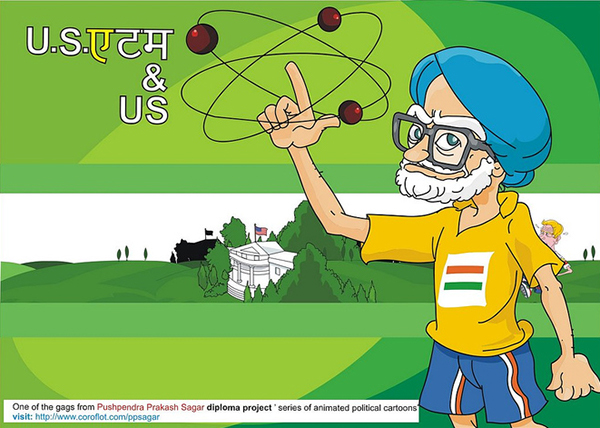 U.S.एटम
&
US
One of the gags from Pushpendra Prakash Sagar diploma project ' series of animated political cartoons'
visit: http://www.coroflot.com/ppsagar